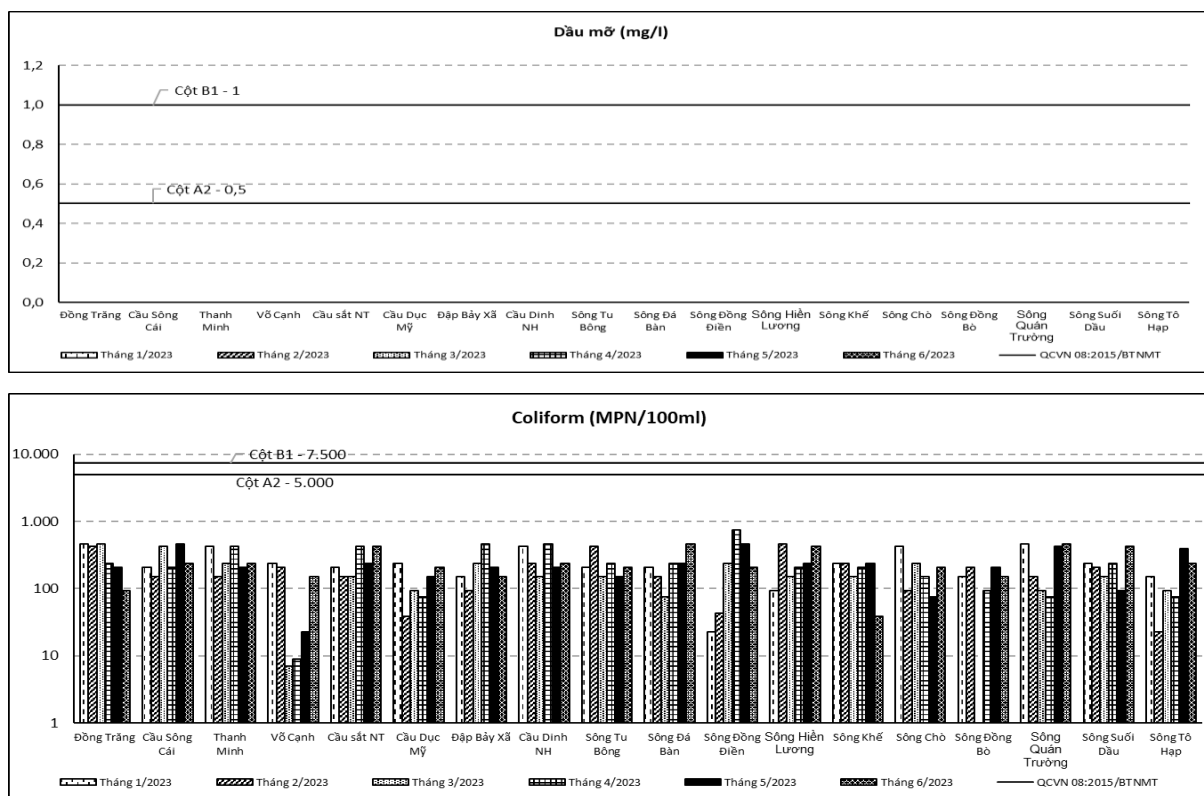 Dầu mỡ (mg/l)
1,2
Cột B1 - 1
1,0
0,8
0,6
Cột A2 - 0,5
0,4
0,2
0,0
Đồng Trăng Cầu Sông Cái Thanh Minh Võ Cạnh Cầu sắt NT Cầu Dục Mỹ Đập Bảy Xã Cầu Dinh NH Sông Tu Bông Sông Đá Bàn Sông Đồng Điền Sông Hiền Lương Sông Khế Sông Chò Sông Đồng Bò Sông Quán Trường Sông Suối Dầu Sông Tô Hạp
Tháng 1/2023 Tháng 2/2023 Tháng 3/2023 Tháng 4/2023 Tháng 5/2023 Tháng 6/2023 QCVN 08:2015/BTNMT
Coliform (MPN/100ml)
10.000
Cột B1 - 7.500
Cột A2 - 5.000
1.000
100
10
1
Đồng Trăng Cầu Sông Cái Thanh Minh Võ Cạnh Cầu sắt NT Cầu Dục Mỹ Đập Bảy Xã Cầu Dinh NH Sông Tu Bông Sông Đá Bàn Sông Đồng Điền Sông Hiền Lương Sông Khế Sông Chò Sông Đồng Bò Sông Quán Trường Sông Suối Dầu Sông Tô Hạp
Tháng 1/2023 Tháng 2/2023 Tháng 3/2023 Tháng 4/2023 Tháng 5/2023 Tháng 6/2023 QCVN 08:2015/BTNMT